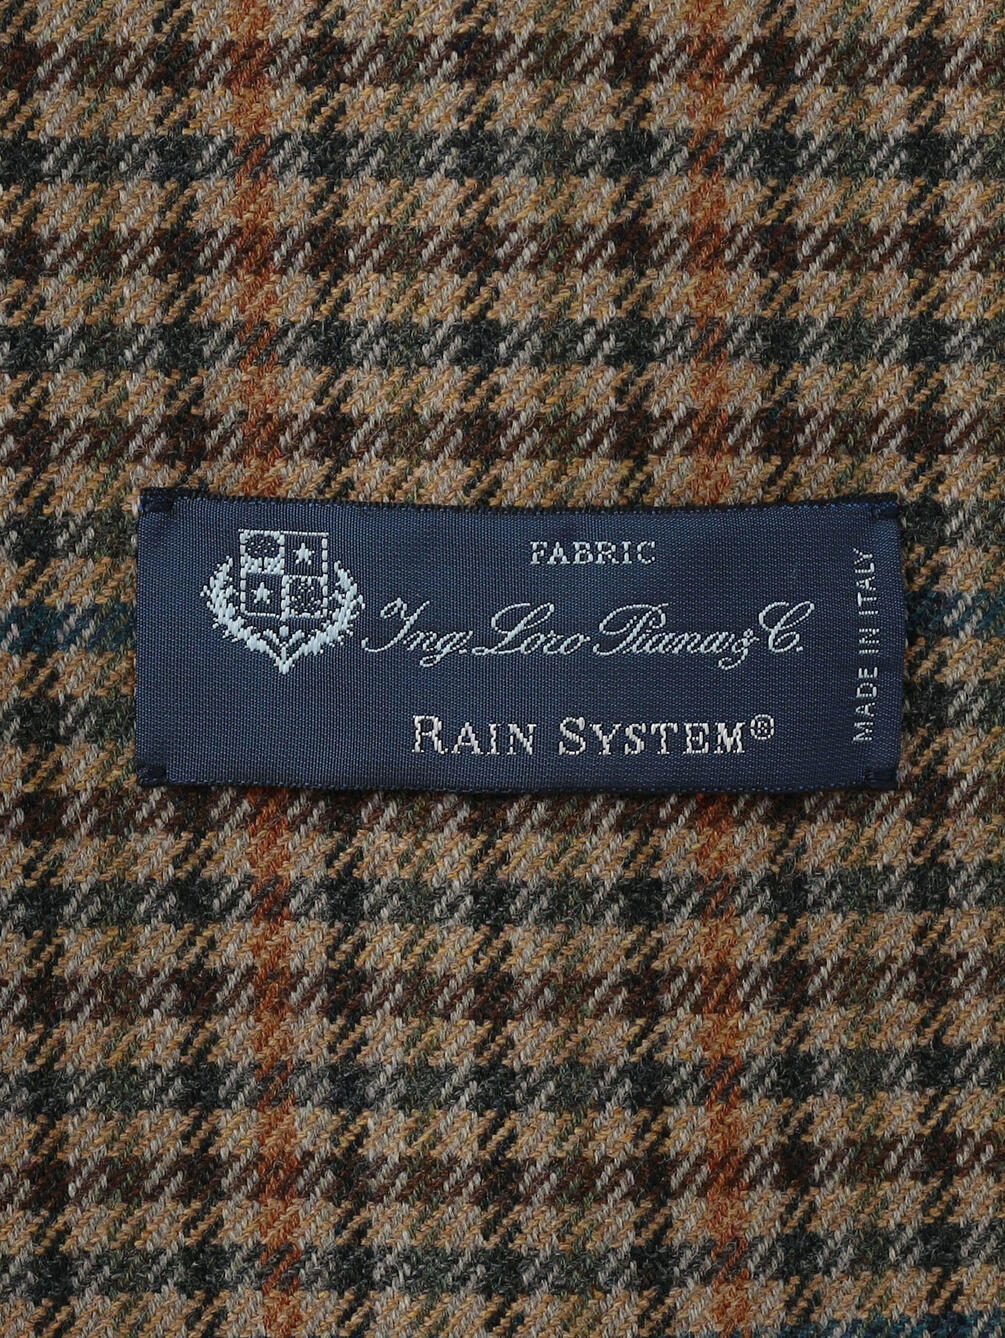 FABRIC
Ing. Loro Piana & C.
RAIN SYSTEM®
MADE IN ITALY